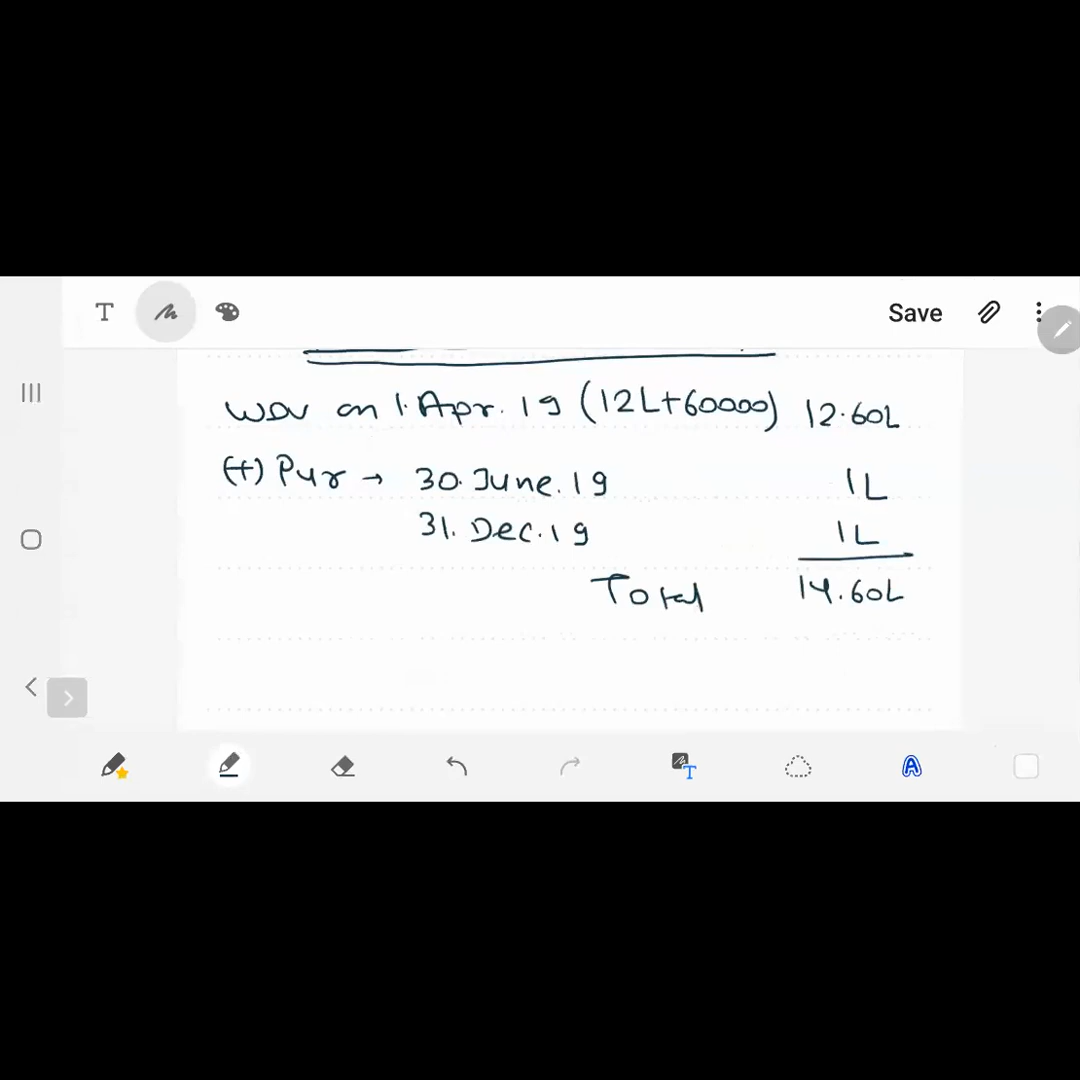 T
Save
WDV on 1. Apr. 19 (12L+60000) 12.60L
(+) Pur → 30. June. 19 1L
31. Dec. 19 1L
Total 14.60L
T
A